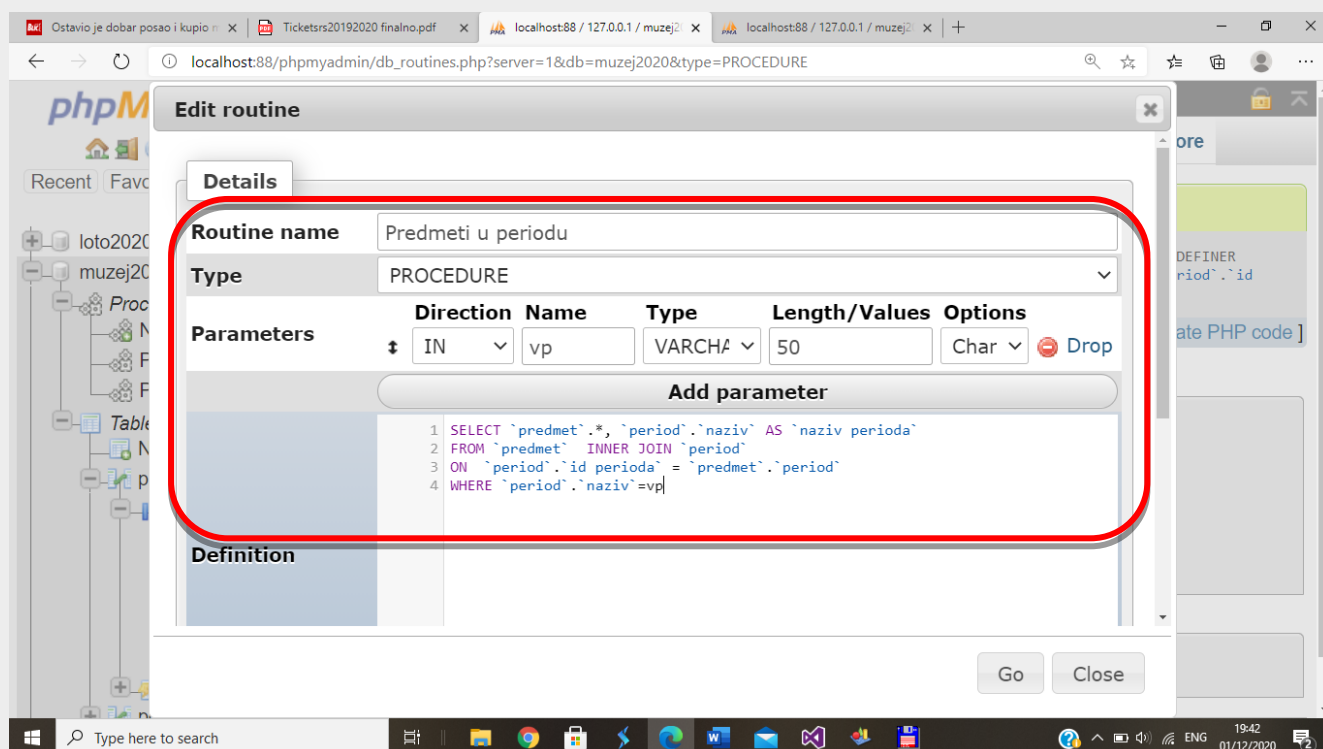 Ostavio je dobar posao i kupio m
Ticketsrs20192020 finalno.pdf
localhost:88 / 127.0.0.1 / muzej2
localhost:88 / 127.0.0.1 / muzej2
localhost:88/phpmyadmin/db_routines.php?server=1&db=muzej2020&type=PROCEDURE
phpM
Edit routine
ore
Recent Favo
Details
loto2020
muzej20
Proc
N
P
P
Table
N
p
Routine name Predmeti u periodu
Type PROCEDURE
Direction Name Type Length/Values Options
Parameters IN vp VARCHA 50 Char Drop
Add parameter
1 SELECT `predmet`.*, `period`.`naziv` AS `naziv perioda`
2 FROM `predmet`  INNER JOIN `period`
3 ON  `period`.`id perioda` = `predmet`.`period`
4 WHERE `period`.`naziv`=vp
Definition
DEFINER
riod`.`id
ate PHP code ]
Go Close
Type here to search
ENG
19:42
01/12/2020